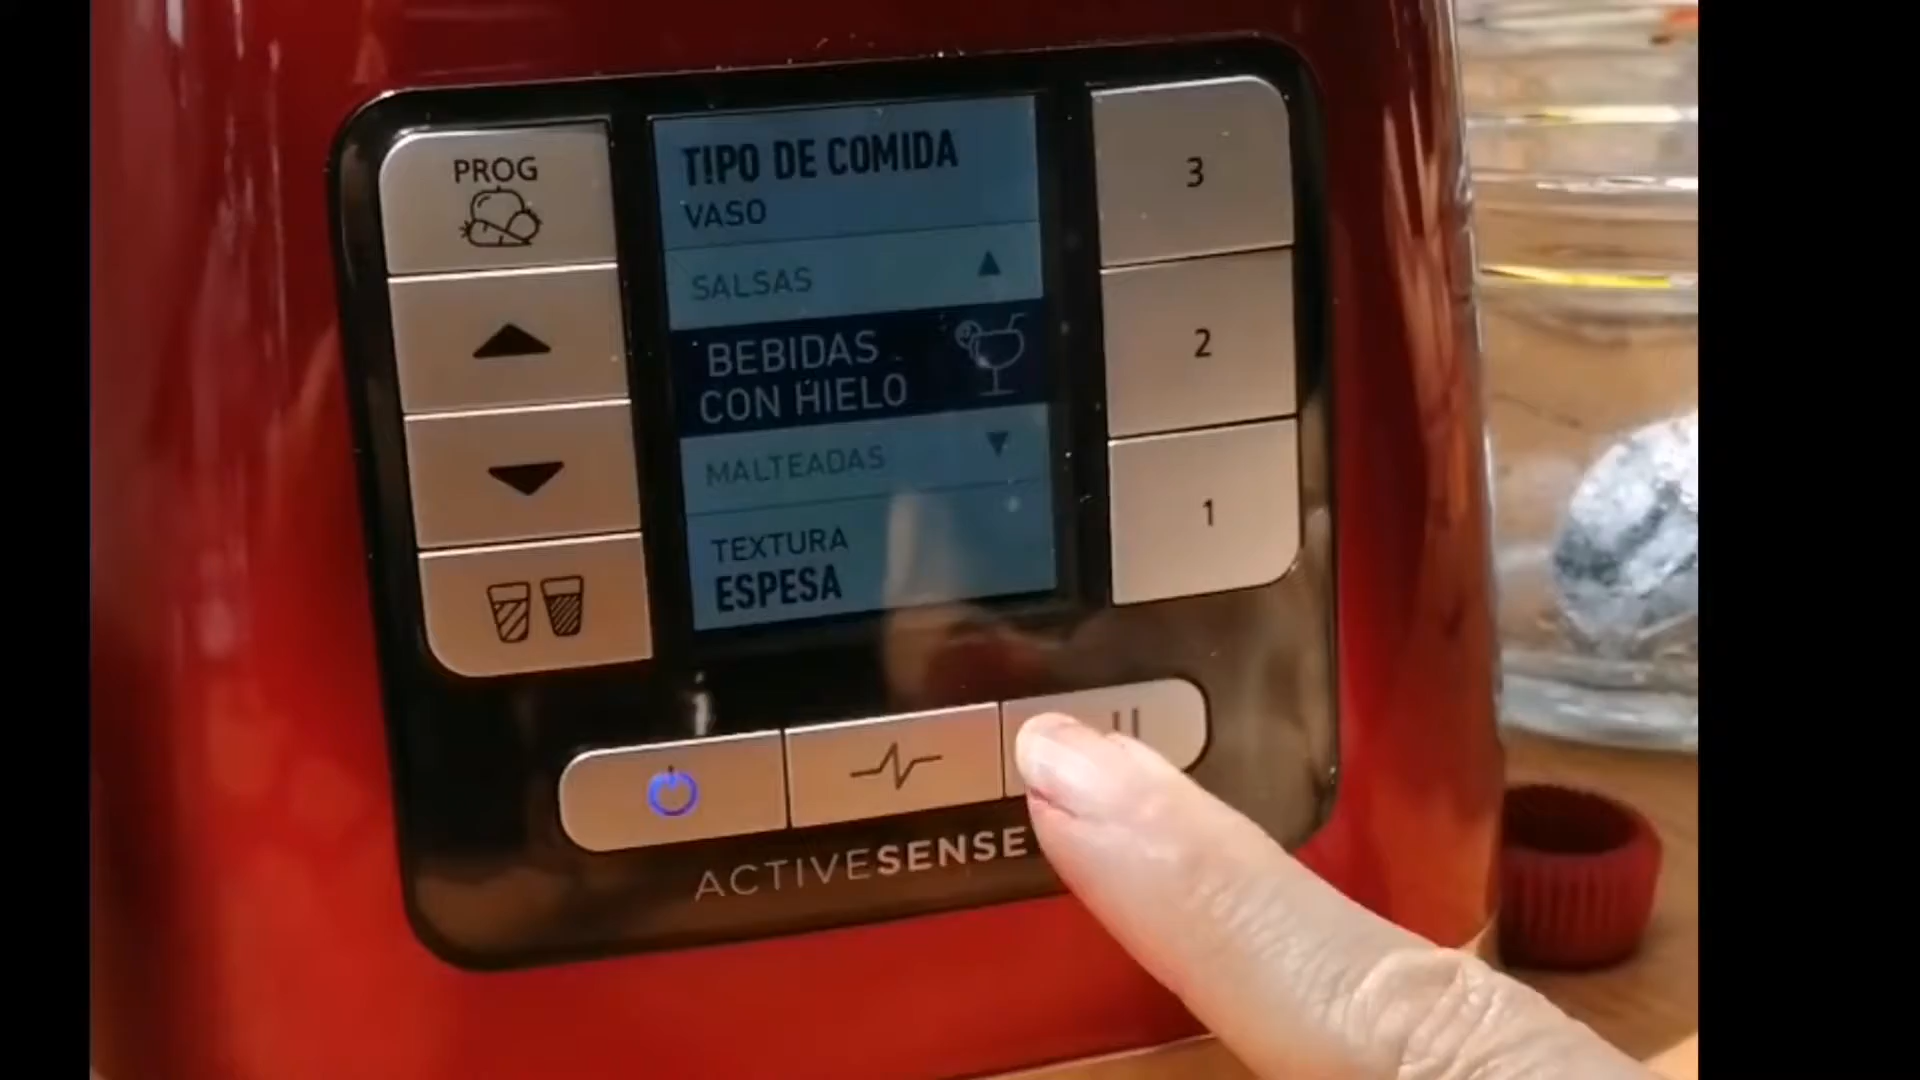 PROG
TIPO DE COMIDA
VASO
SALSAS
BEBIDAS
CON HIELO
MALTEADAS
TEXTURA
ESPESA
3
2
1
ACTIVESENSE